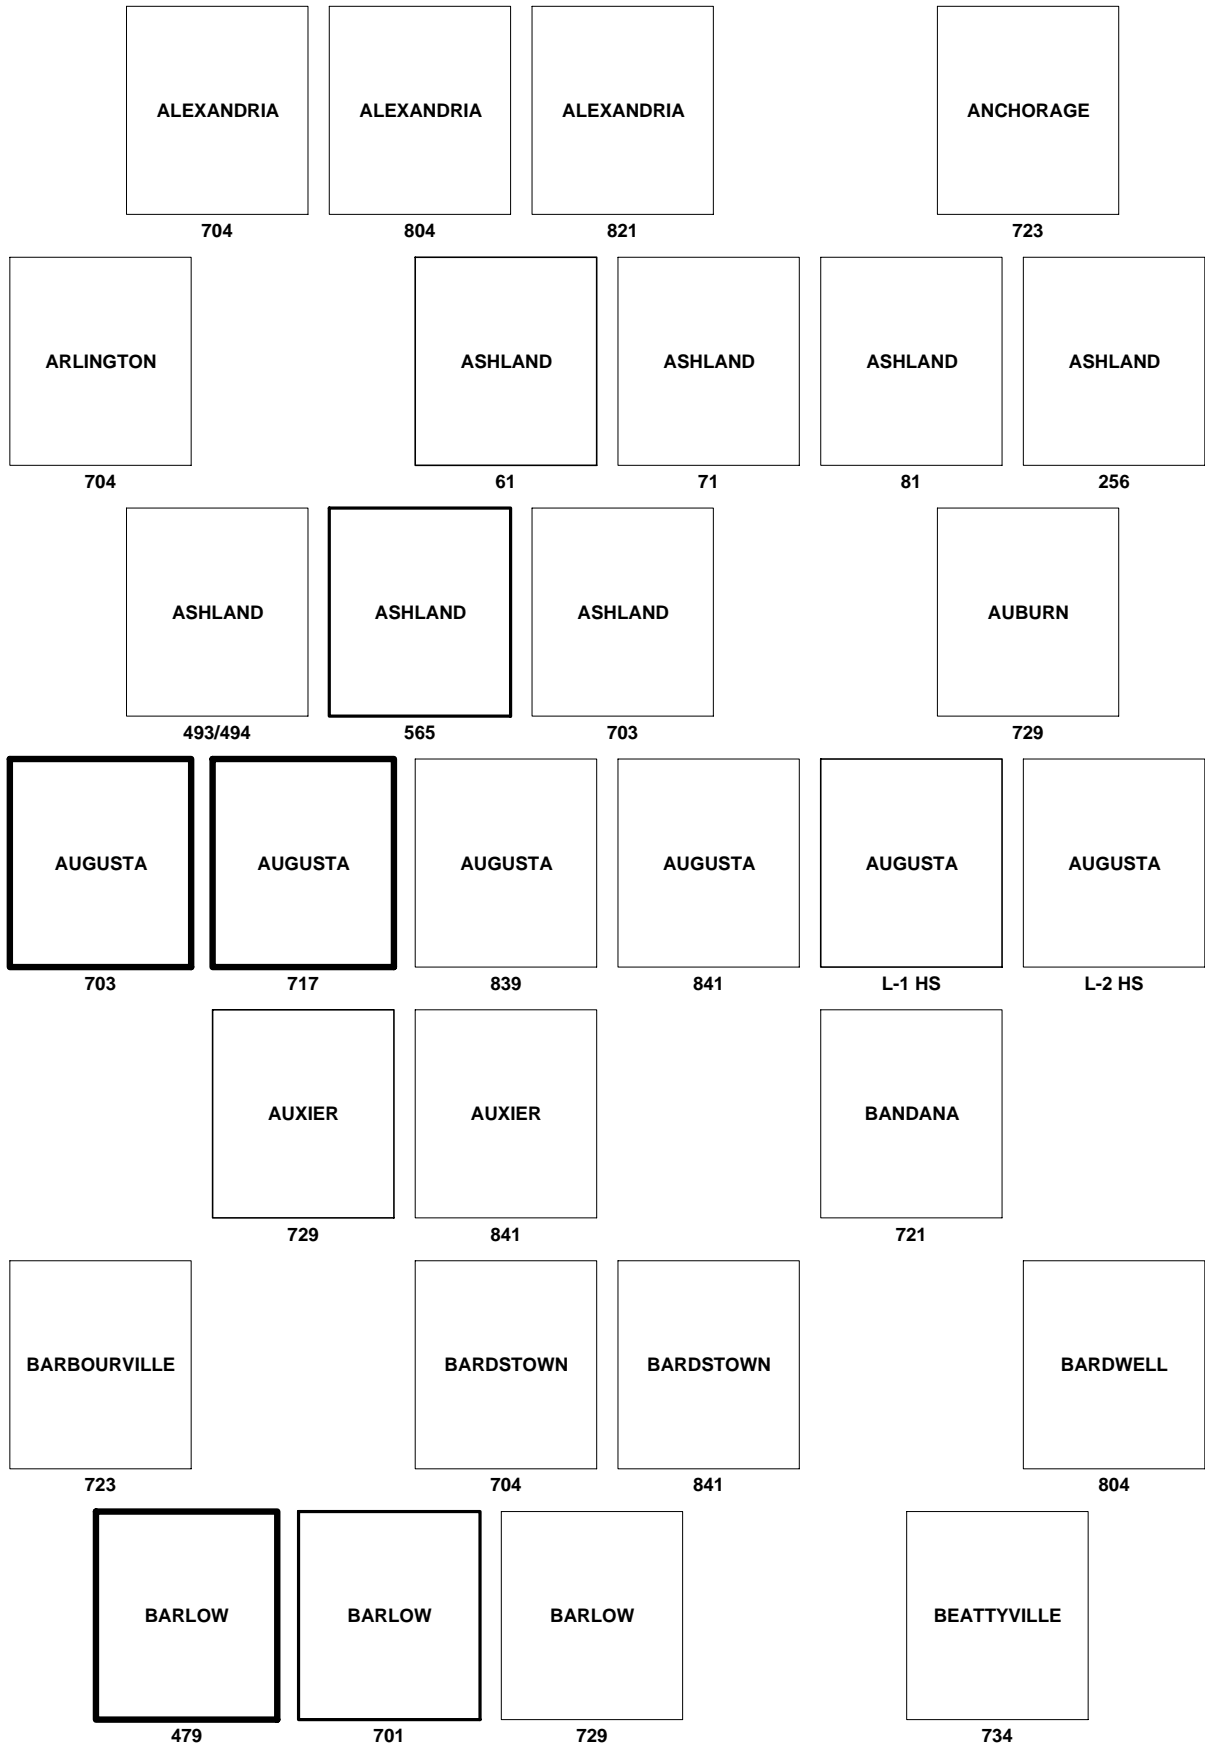 ALEXANDRIA ALEXANDRIA ALEXANDRIA ANCHORAGE
704 804 821 723
ARLINGTON ASHLAND ASHLAND ASHLAND ASHLAND
704 61 71 81 256
ASHLAND ASHLAND ASHLAND AUBURN
493/494 565 703 729
AUGUSTA AUGUSTA AUGUSTA AUGUSTA AUGUSTA AUGUSTA
703 717 839 841 L-1 HS L-2 HS
AUXIER AUXIER BANDANA
729 841 721
BARBOURVILLE BARDSTOWN BARDSTOWN BARDWELL
723 704 841 804
BARLOW BARLOW BARLOW BEATTYVILLE
479 701 729 734